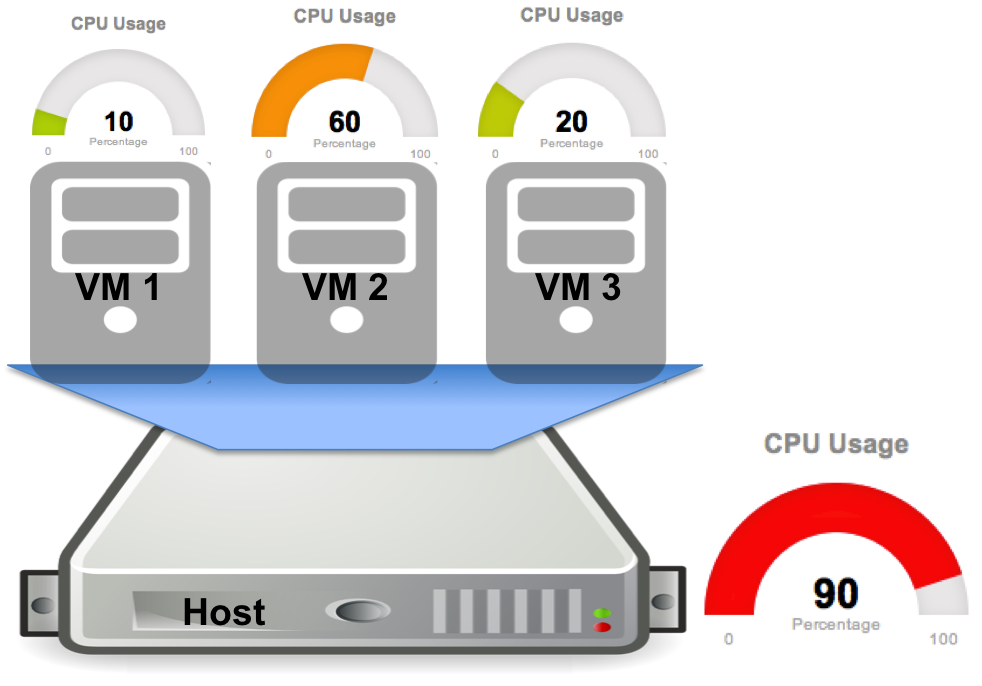 CPU Usage
10
Percentage
0
100
VM 1
CPU Usage
60
Percentage
0
100
VM 2
CPU Usage
20
Percentage
0
100
VM 3
Host
CPU Usage
90
Percentage
0
100